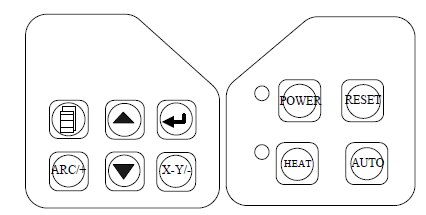 POWER RESET
ARC/+ X-Y/- HEAT AUTO